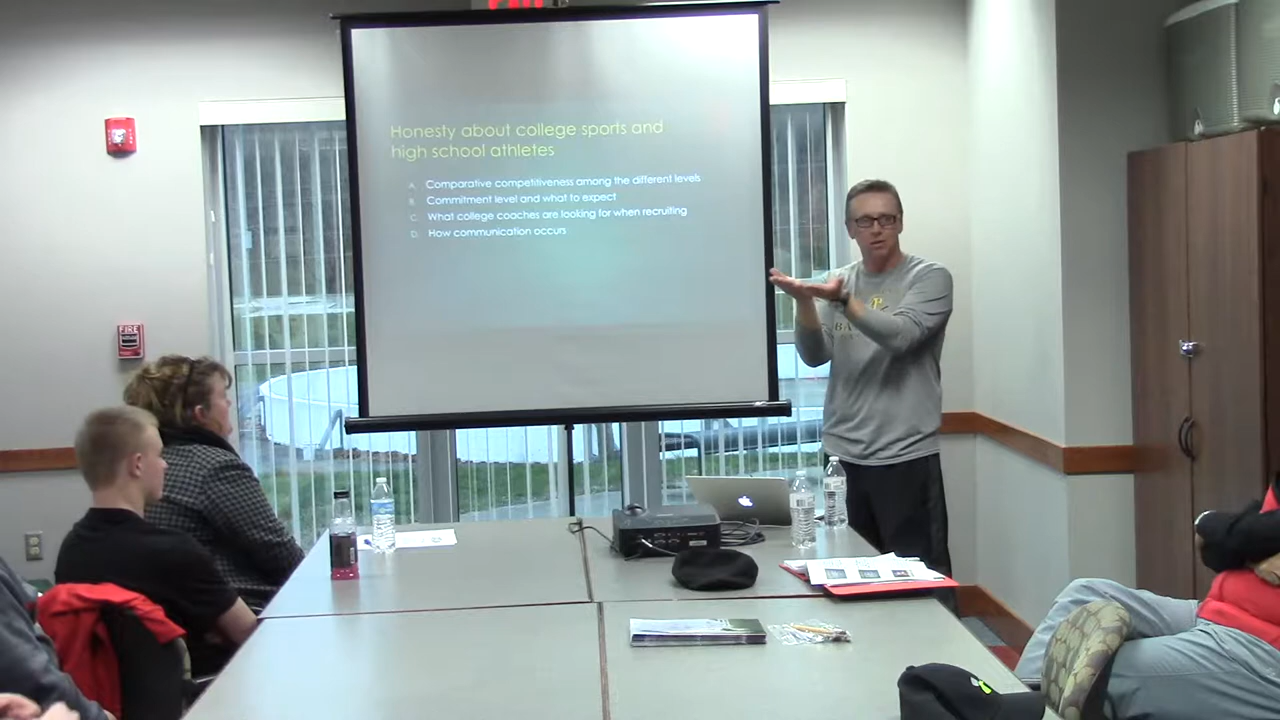 EXIT
Honesty about college sports and
high school athletes
A. Comparative competitiveness among the different levels
B. Commitment level and what to expect
C. What college coaches are looking for when recruiting
D. How communication occurs
FIRE